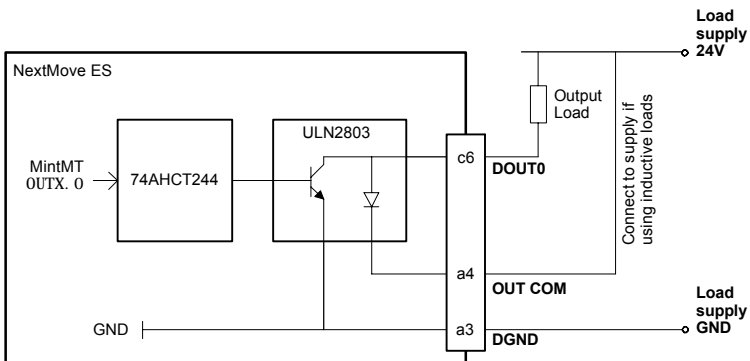 Load
supply
24V
NextMove ES
Output
Load
ULN2803
MintMT
OUTX. 0
74AHCT244
c6
DOUT0
Connect to supply if
using inductive loads
a4
OUT COM
Load
supply
GND
GND
a3
DGND